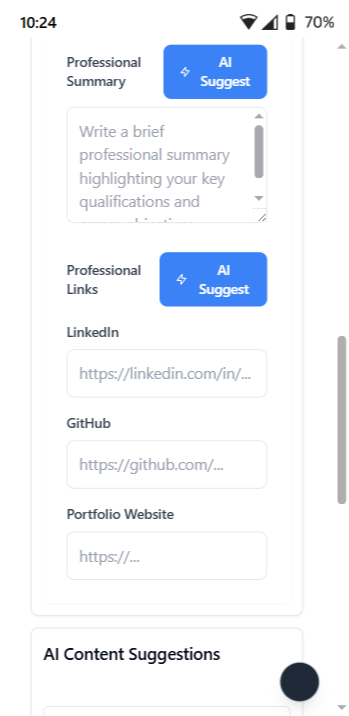 10:24 70%
Professional
Summary
AI
Suggest
Write a brief
professional summary
highlighting your key
qualifications and
Professional
Links
AI
Suggest
LinkedIn
https://linkedin.com/in/...
GitHub
https://github.com/...
Portfolio Website
https://...
AI Content Suggestions